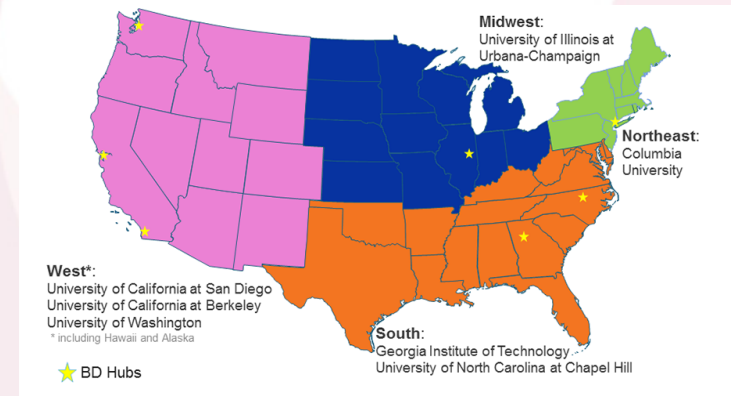 Midwest:
University of Illinois at
Urbana-Champaign
Northeast:
Columbia
University
West*:
University of California at San Diego
University of California at Berkeley
University of Washington
* including Hawaii and Alaska
South:
Georgia Institute of Technology
University of North Carolina at Chapel Hill
BD Hubs